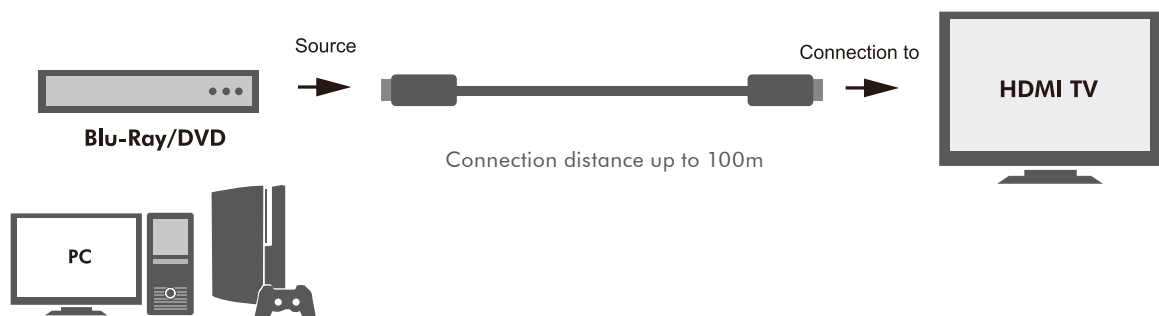 Source
Connection to
HDMI TV
Blu-Ray/DVD
Connection distance up to 100m
PC